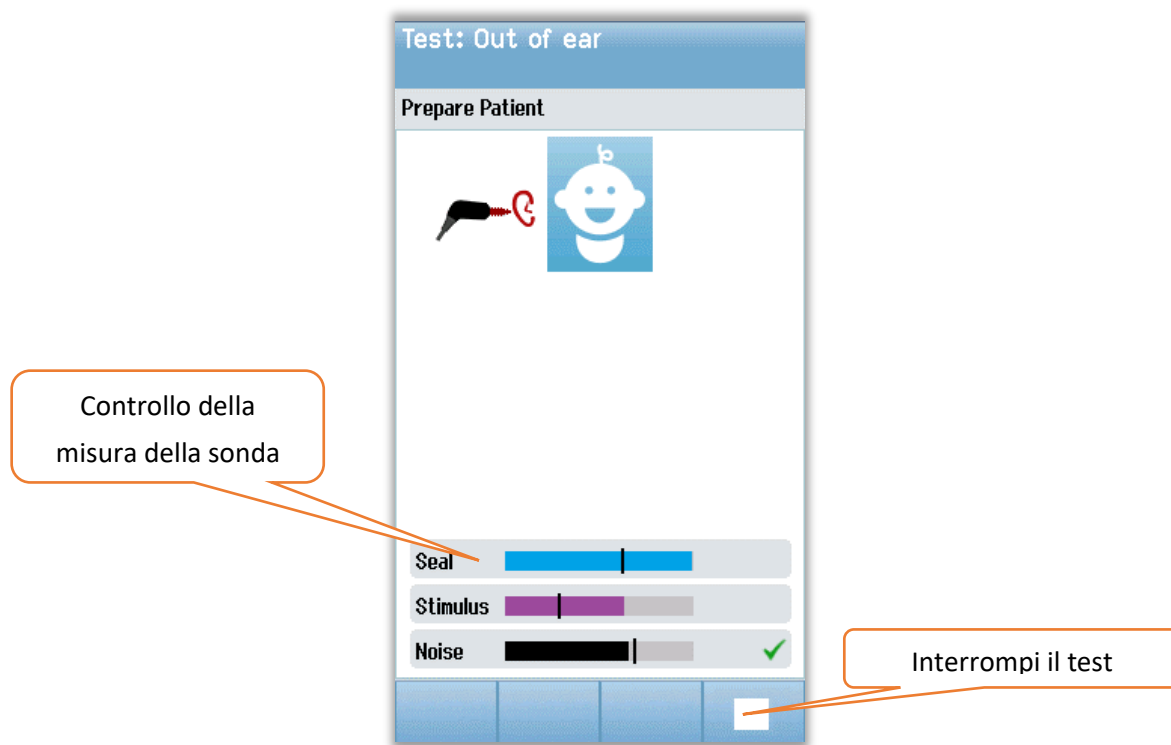 Test: Out of ear
Prepare Patient
Controllo della
misura della sonda
Seal
Stimulus
Noise
Interrompi il test